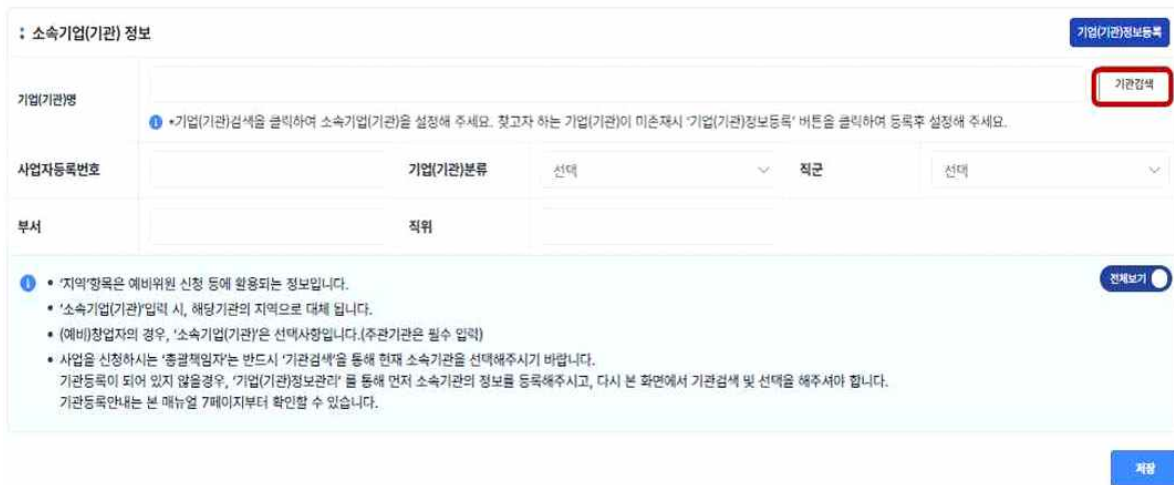 소속기업(기관) 정보
기업(기관)정보등록
기업(기관)명
기관검색
*기업(기관)검색을 클릭하여 소속기업(기관)을 설정해 주세요. 찾고자 하는 기업(기관)이 미존재시 '기업(기관)정보등록' 버튼을 클릭하여 등록후 설정해 주세요.
사업자등록번호 기업(기관)분류 선택 직군 선택
부서 직위
• '지역'항목은 예비위원 신청 등에 활용되는 정보입니다.
전체보기
• '소속기업(기관)'입력 시, 해당기관의 지역으로 대체 됩니다.
• (예비)창업자의 경우, '소속기업(기관)'은 선택사항입니다.(주관기관은 필수 입력)
• 사업을 신청하시는 '총괄책임자'는 반드시 '기관검색'을 통해 현재 소속기관을 선택해주시기 바랍니다.
기관등록이 되어 있지 않을경우, '기업(기관)정보관리' 를 통해 먼저 소속기관의 정보를 등록해주시고, 다시 본 화면에서 기관검색 및 선택을 해주셔야 합니다.
기관등록안내는 본 매뉴얼 7페이지부터 확인할 수 있습니다.
저장